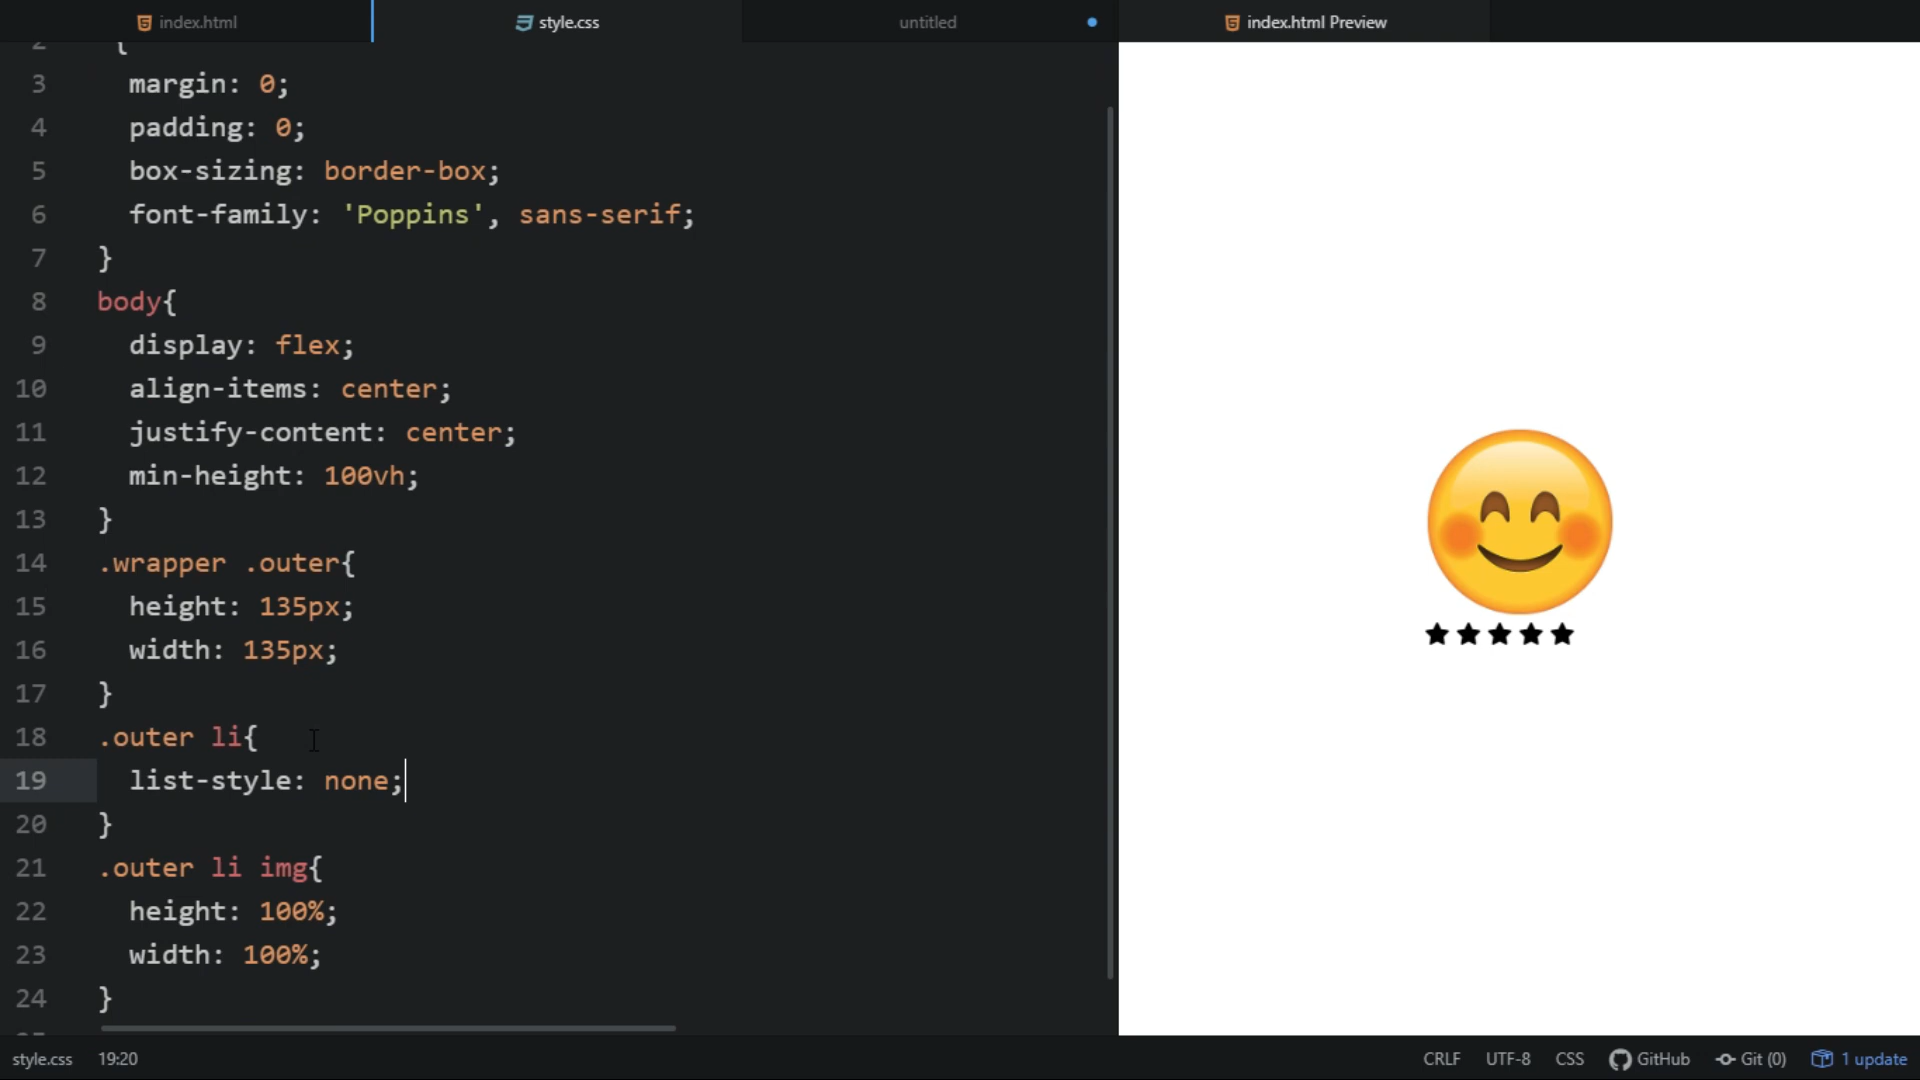 index.html style.css untitled index.html Preview
2 {
3 margin: 0;
4 padding: 0;
5 box-sizing: border-box;
6 font-family: 'Poppins', sans-serif;
7 }
8 body{
9 display: flex;
10 align-items: center;
11 justify-content: center;
12 min-height: 100vh;
13 }
14 .wrapper .outer{
15 height: 135px;
16 width: 135px;
17 }
18 .outer li{
19 list-style: none;
20 }
21 .outer li img{
22 height: 100%;
23 width: 100%;
24 }
style.css 19:20 CRLF UTF-8 CSS GitHub Git (0) 1 update